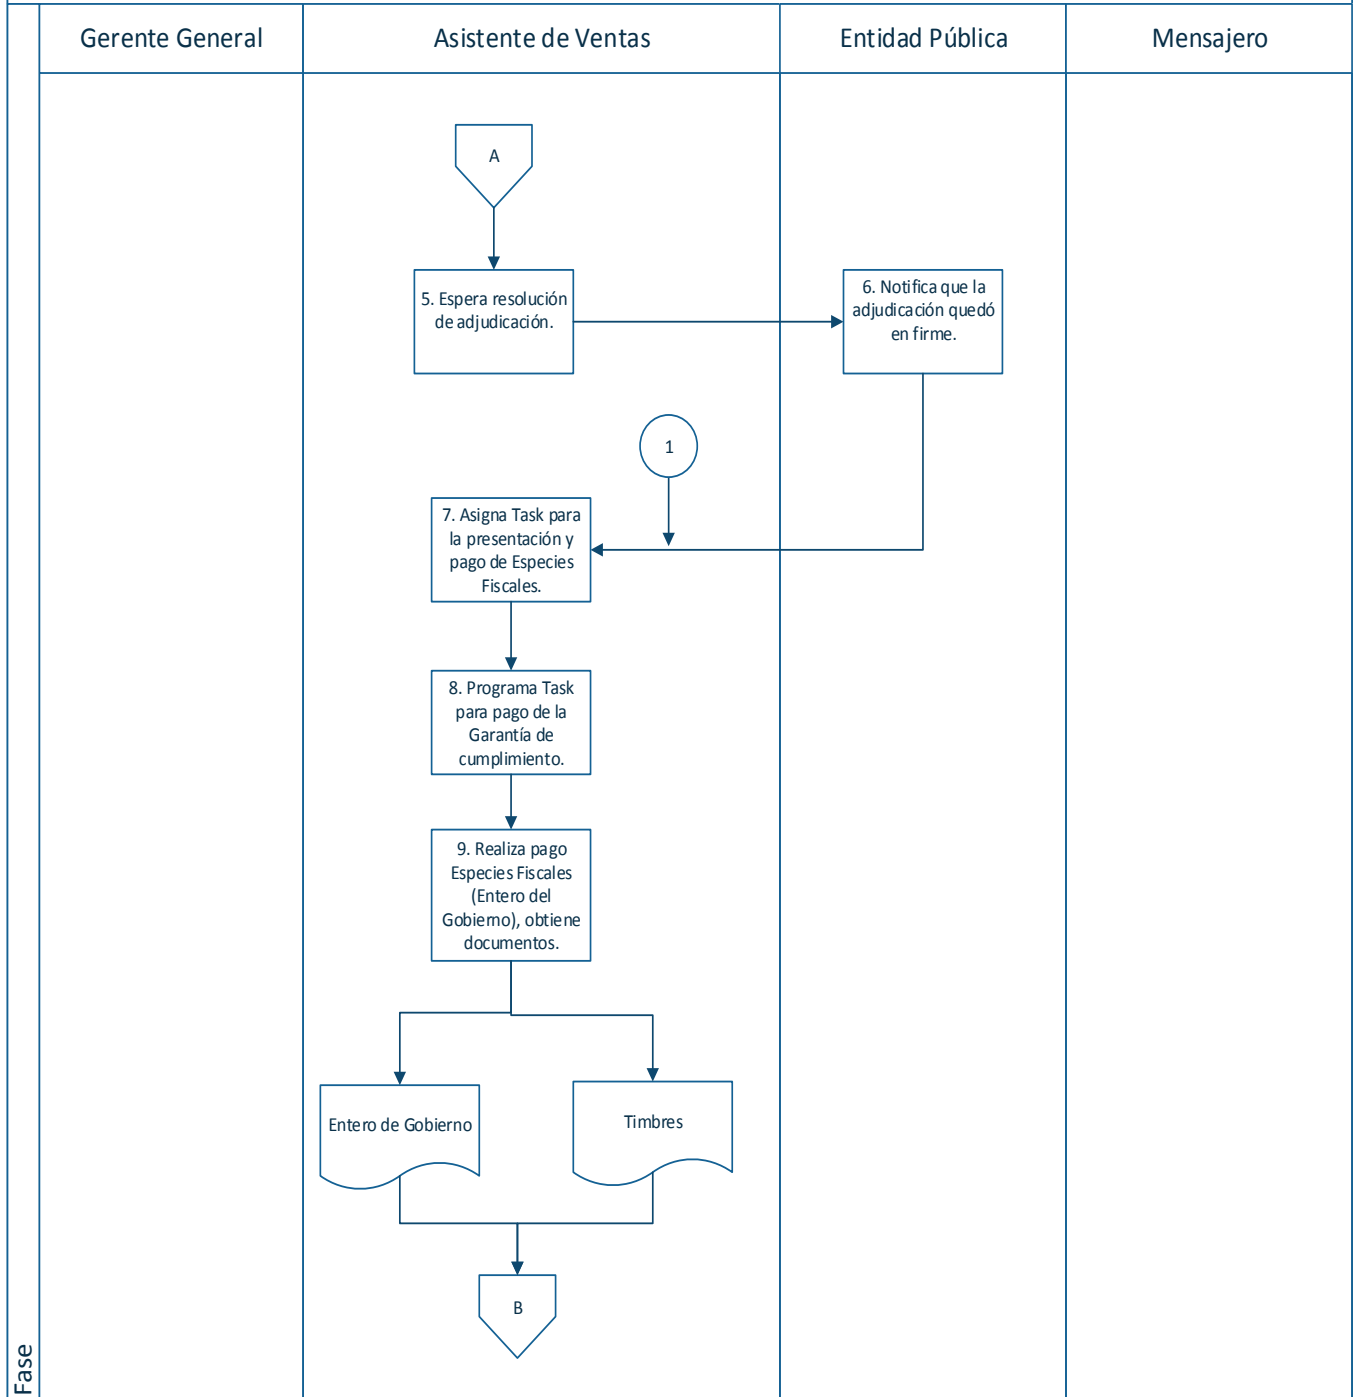 Gerente General
Asistente de Ventas
Entidad Pública
Mensajero
A
5. Espera resolución
de adjudicación.
6. Notifica que la
adjudicación quedó
en firme.
1
7. Asigna Task para
la presentación y
pago de Especies
Fiscales.
8. Programa Task
para pago de la
Garantía de
cumplimiento.
9. Realiza pago
Especies Fiscales
(Entero del
Gobierno), obtiene
documentos.
Entero de Gobierno
Timbres
B
Fase